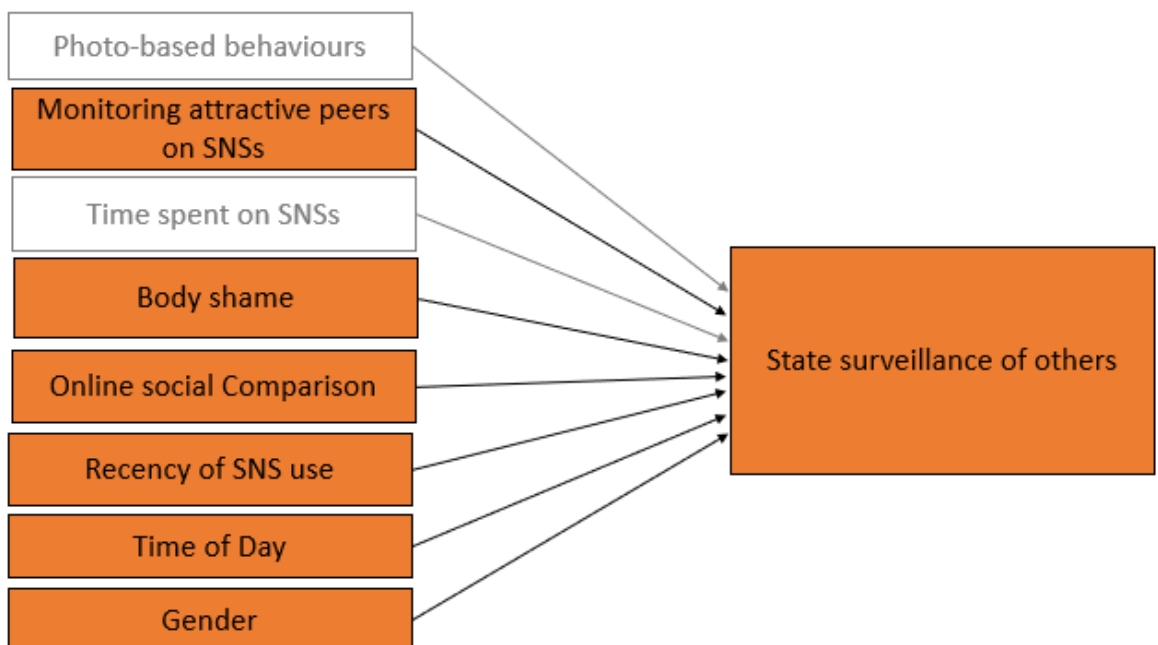 Photo-based behaviours
Monitoring attractive peers
on SNSs
Time spent on SNSs
Body shame
Online social Comparison
Recency of SNS use
Time of Day
Gender
State surveillance of others